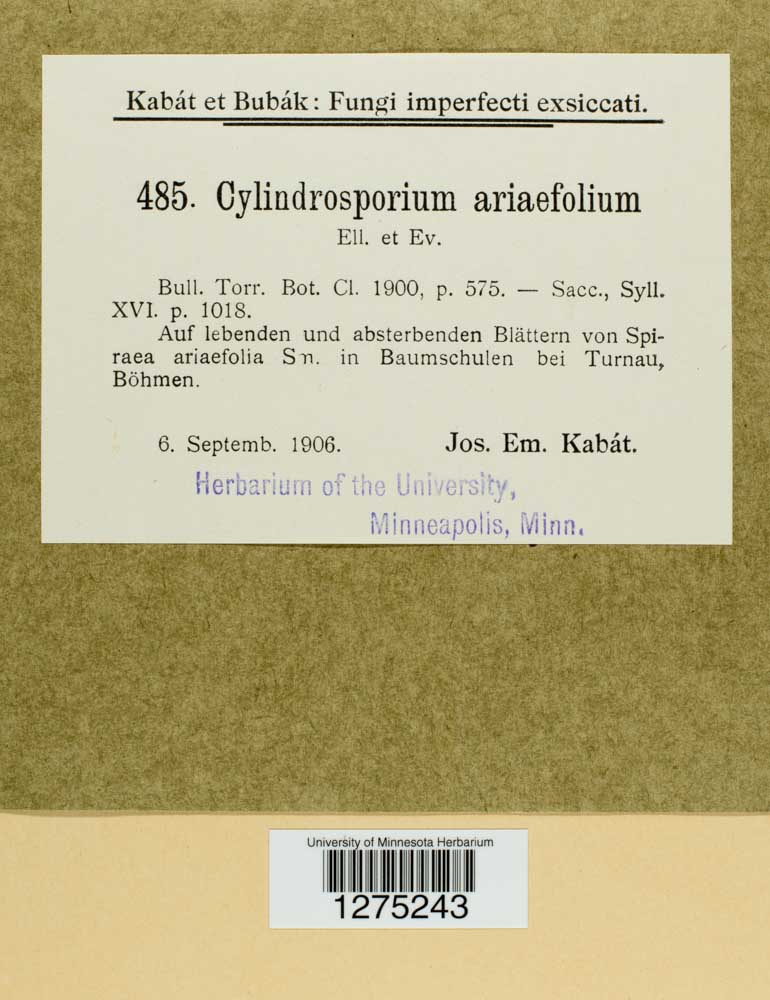 Kabát et Bubák: Fungi imperfecti exsiccati.
485. Cylindrosporium ariaefolium
Ell. et Ev.
Bull. Torr. Bot. Cl. 1900, p. 575. — Sacc., Syll.
XVI. p. 1018.
Auf lebenden und absterbenden Blättern von Spi-
raea ariaefolia Sm. in Baumschulen bei Turnau,
Böhmen.
6. Septemb. 1906. Jos. Em. Kabát.
Herbarium of the University,
Minneapolis, Minn.
University of Minnesota Herbarium
1275243